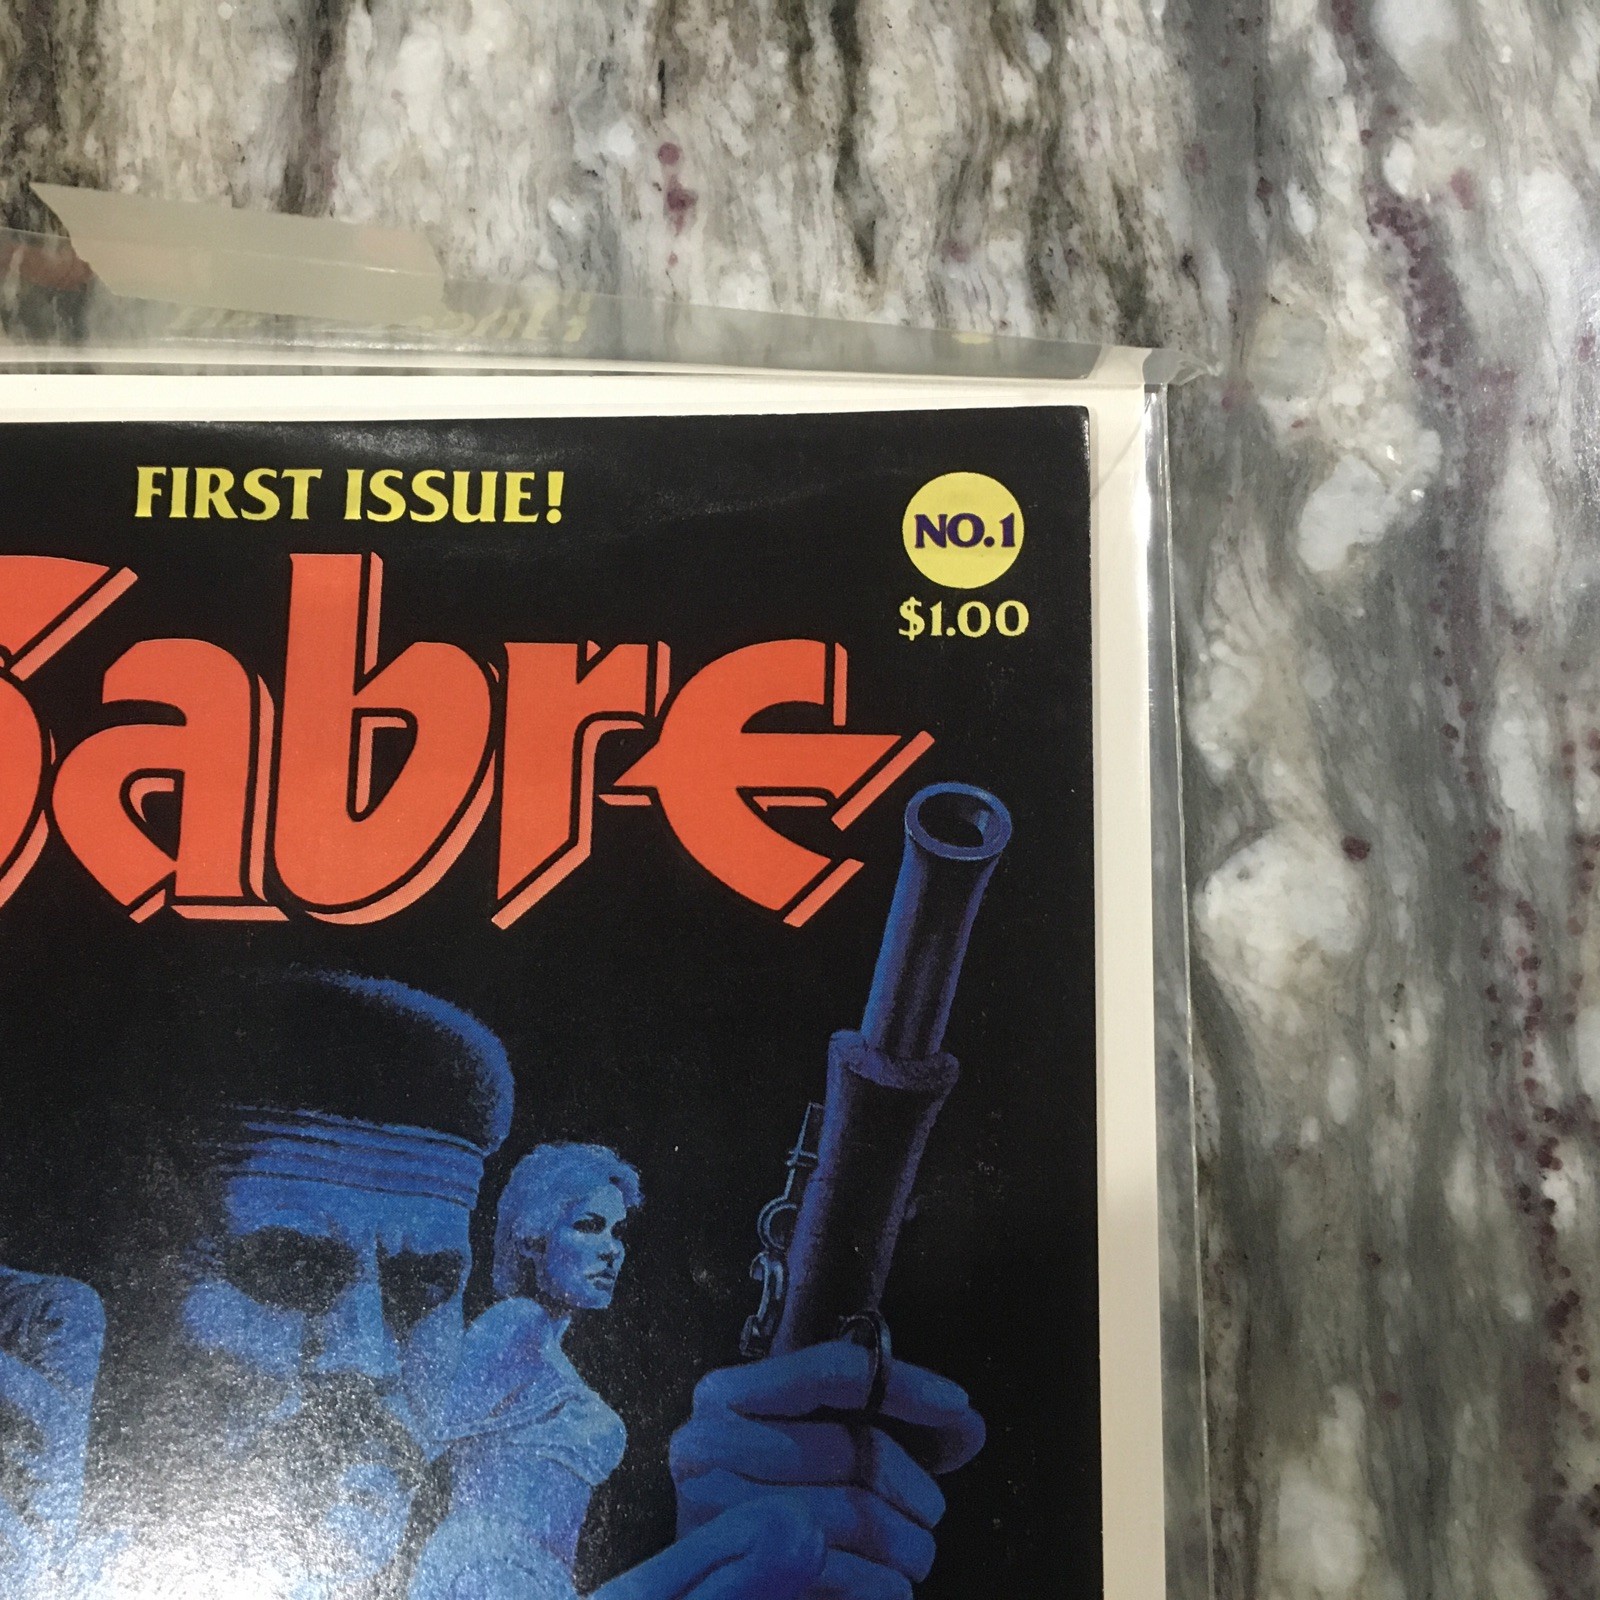 FIRST ISSUE!
NO.1
$1.00
Sabre